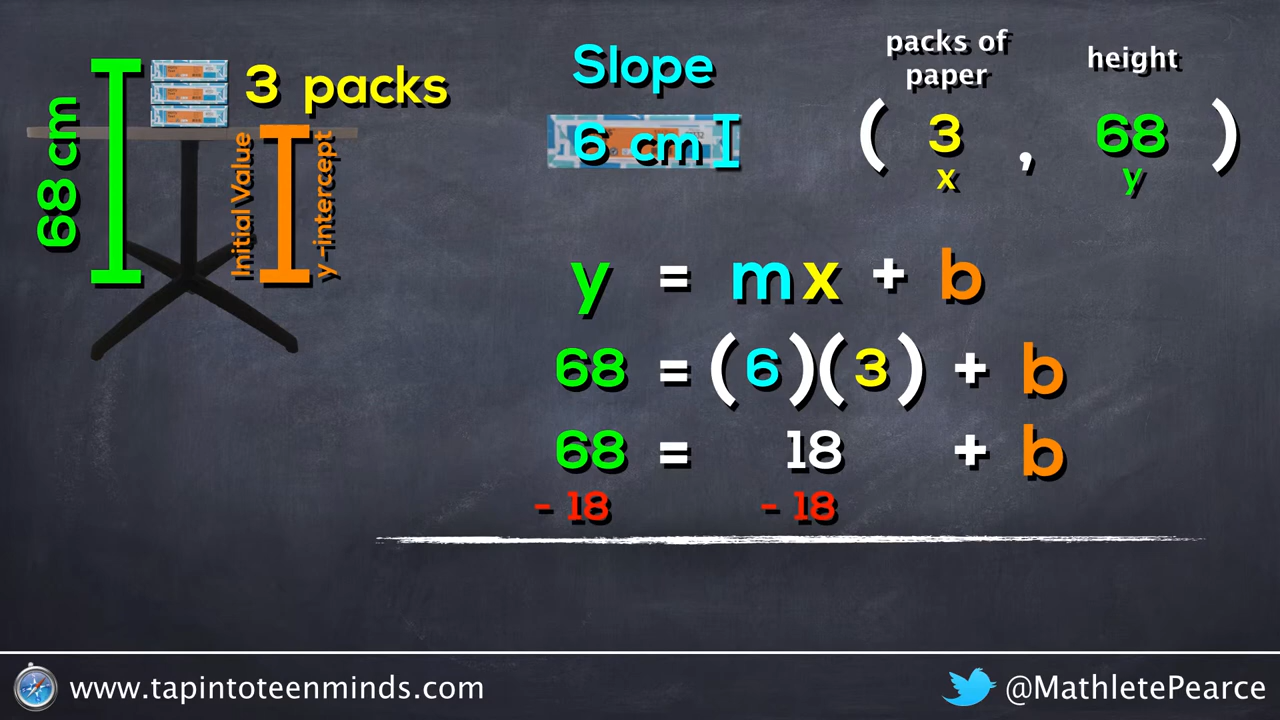 68 cm
3 packs
Initial Value
y-intercept
Slope
6 cm
packs of
paper
height
( 3 , 68 )
x y
y = mx + b
68 = (6)(3) + b
68 = 18 + b
- 18 - 18
www.tapintoteenminds.com
@MathletePearce